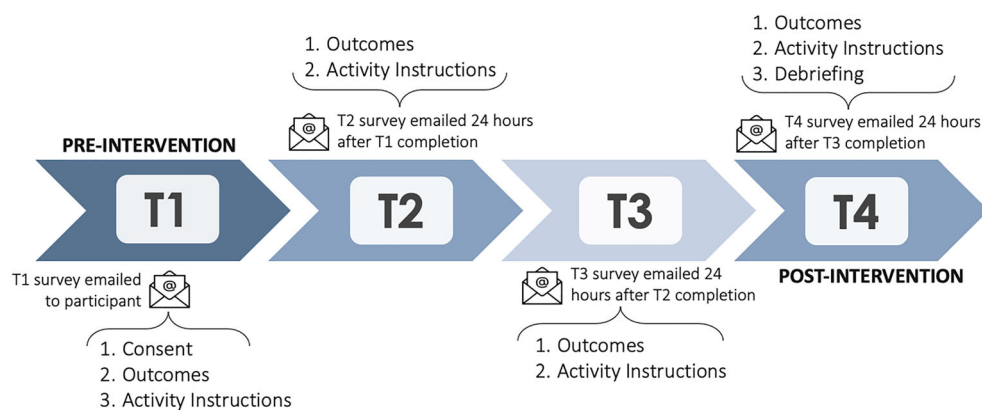 1. Outcomes
2. Activity Instructions
@
T2 survey emailed 24 hours
after T1 completion
1. Outcomes
2. Activity Instructions
3. Debriefing
@
T4 survey emailed 24 hours
after T3 completion
PRE-INTERVENTION
T1
T2
T3
T4
POST-INTERVENTION
T1 survey emailed
to participant
@
1. Consent
2. Outcomes
3. Activity Instructions
@
T3 survey emailed 24
hours after T2 completion
1. Outcomes
2. Activity Instructions